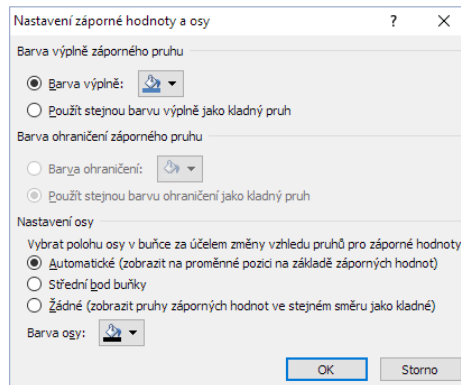 Nastavení záporné hodnoty a osy
Barva výplně záporného pruhu
Barva výplně:
Použít stejnou barvu výplně jako kladný pruh
Barva ohraničení záporného pruhu
Barva ohraničení:
Použít stejnou barvu ohraničení jako kladný pruh
Nastavení osy
Vybrat polohu osy v buňce za účelem změny vzhledu pruhů pro záporné hodnoty
Automatické (zobrazit na proměnné pozici na základě záporných hodnot)
Střední bod buňky
Žádné (zobrazit pruhy záporných hodnot ve stejném směru jako kladné)
Barva osy:
OK Storno